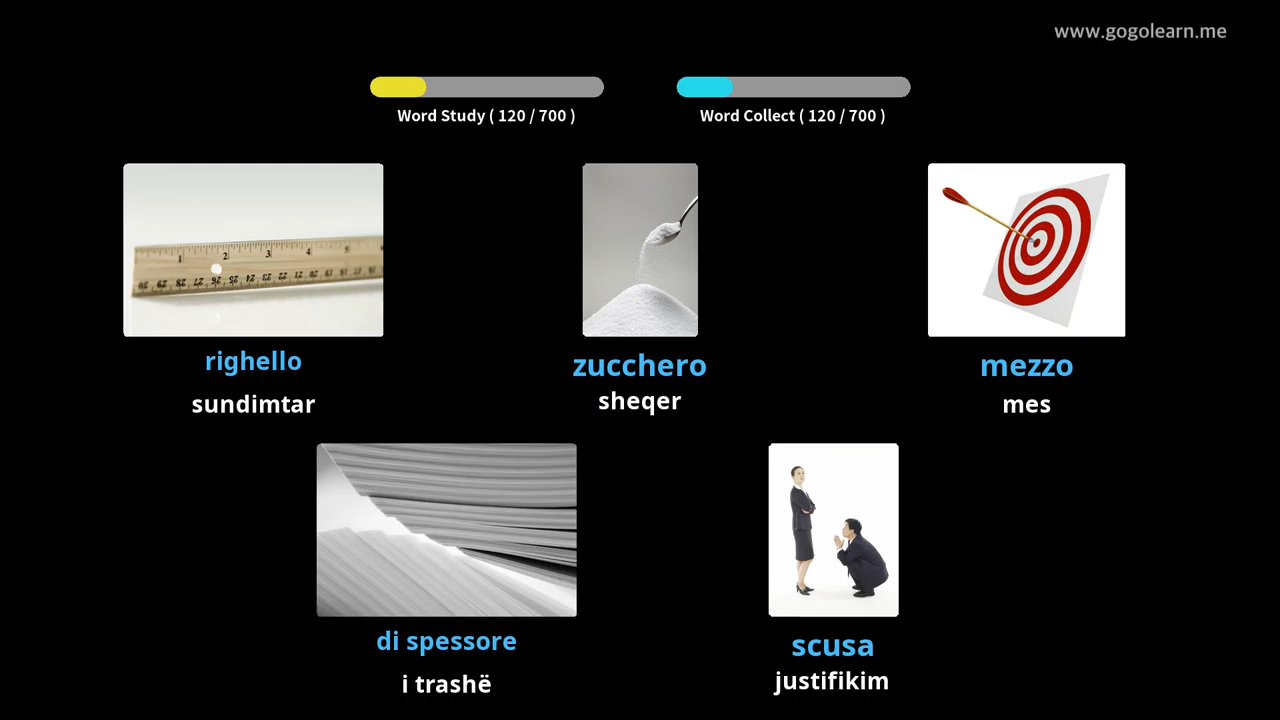 www.gogolearn.me
Word Study ( 120 / 700 )
Word Collect ( 120 / 700 )
righello
sundimtar
zucchero
sheqer
mezzo
mes
di spessore
i trashë
scusa
justifikim